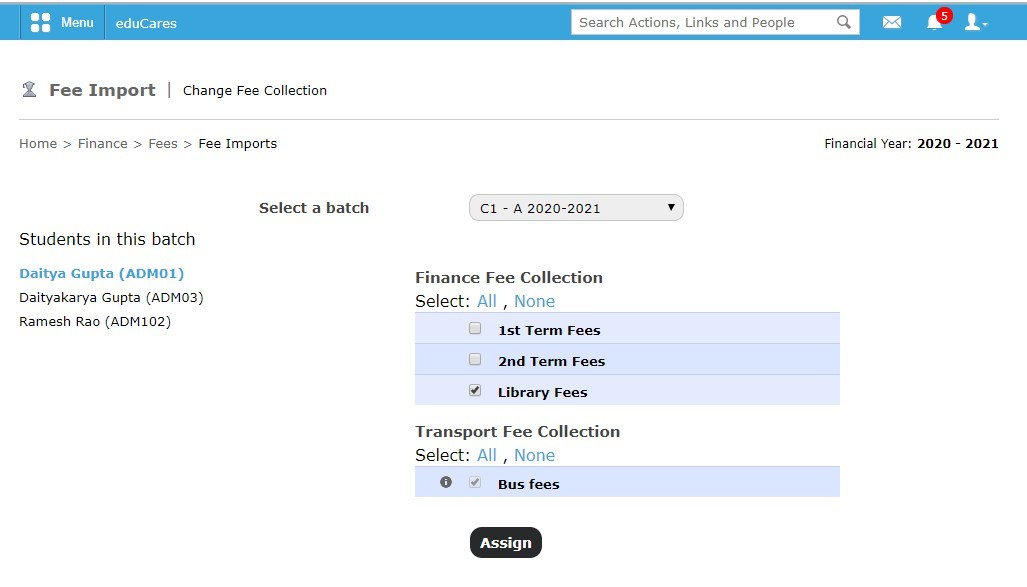 Menu eduCares Search Actions, Links and People 5
Fee Import | Change Fee Collection
Home > Finance > Fees > Fee Imports Financial Year: 2020 - 2021
Select a batch C1 - A 2020-2021
Students in this batch
Daitya Gupta (ADM01)
Daityakarya Gupta (ADM03)
Ramesh Rao (ADM102)
Finance Fee Collection
Select: All , None
1st Term Fees
2nd Term Fees
Library Fees
Transport Fee Collection
Select: All , None
Bus fees
Assign